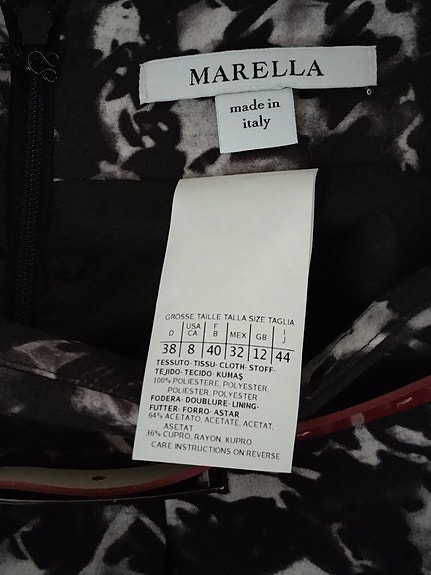 MARELLA
made in
italy
GRÖSSE TAILLE TALLA SIZE TAGLIA
D USA CA F B MEX GB I J
38 8 40 32 12 44
TESSUTO- TISSU- CLOTH- STOFF-
TEJIDO- TECIDO- KUMAŞ
100% POLIESTERE, POLYESTER,
POLIESTER, POLYESTER
FODERA- DOUBLURE- LINING-
FUTTER- FORRO- ASTAR
64% ACETATO, ACETATE, ACETAT,
ASETAT
36% CUPRO, RAYON, KUPRO
CARE INSTRUCTIONS ON REVERSE